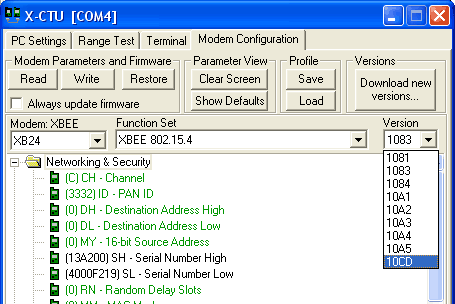 X-CTU [COM4]
PC Settings Range Test Terminal Modem Configuration
Modem Parameters and Firmware Parameter View Profile Versions
Read Write Restore Clear Screen Save Download new versions...
Always update firmware Show Defaults Load
Modem: XBEE Function Set Version
XB24 XBEE 802.15.4 1083
1081
1083
1084
10A1
10A2
10A3
10A4
10A5
10CD
Networking & Security
(C) CH - Channel
(3332) ID - PAN ID
(0) DH - Destination Address High
(0) DL - Destination Address Low
(0) MY - 16-bit Source Address
(13A200) SH - Serial Number High
(4000F219) SL - Serial Number Low
(0) RN - Random Delay Slots